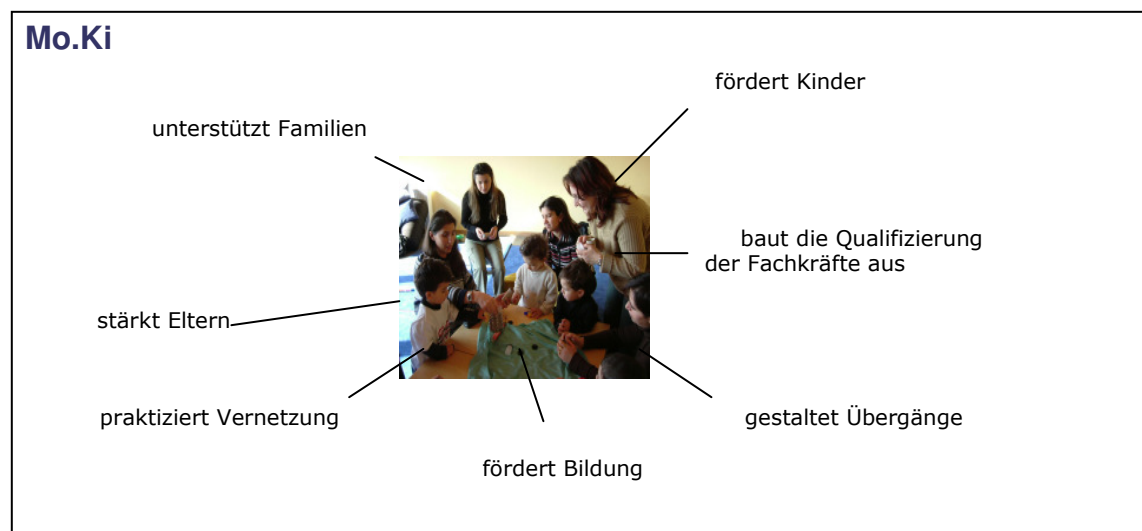 Mo.Ki
fördert Kinder
unterstützt Familien
baut die Qualifizierung
der Fachkräfte aus
stärkt Eltern
praktiziert Vernetzung
gestaltet Übergänge
fördert Bildung